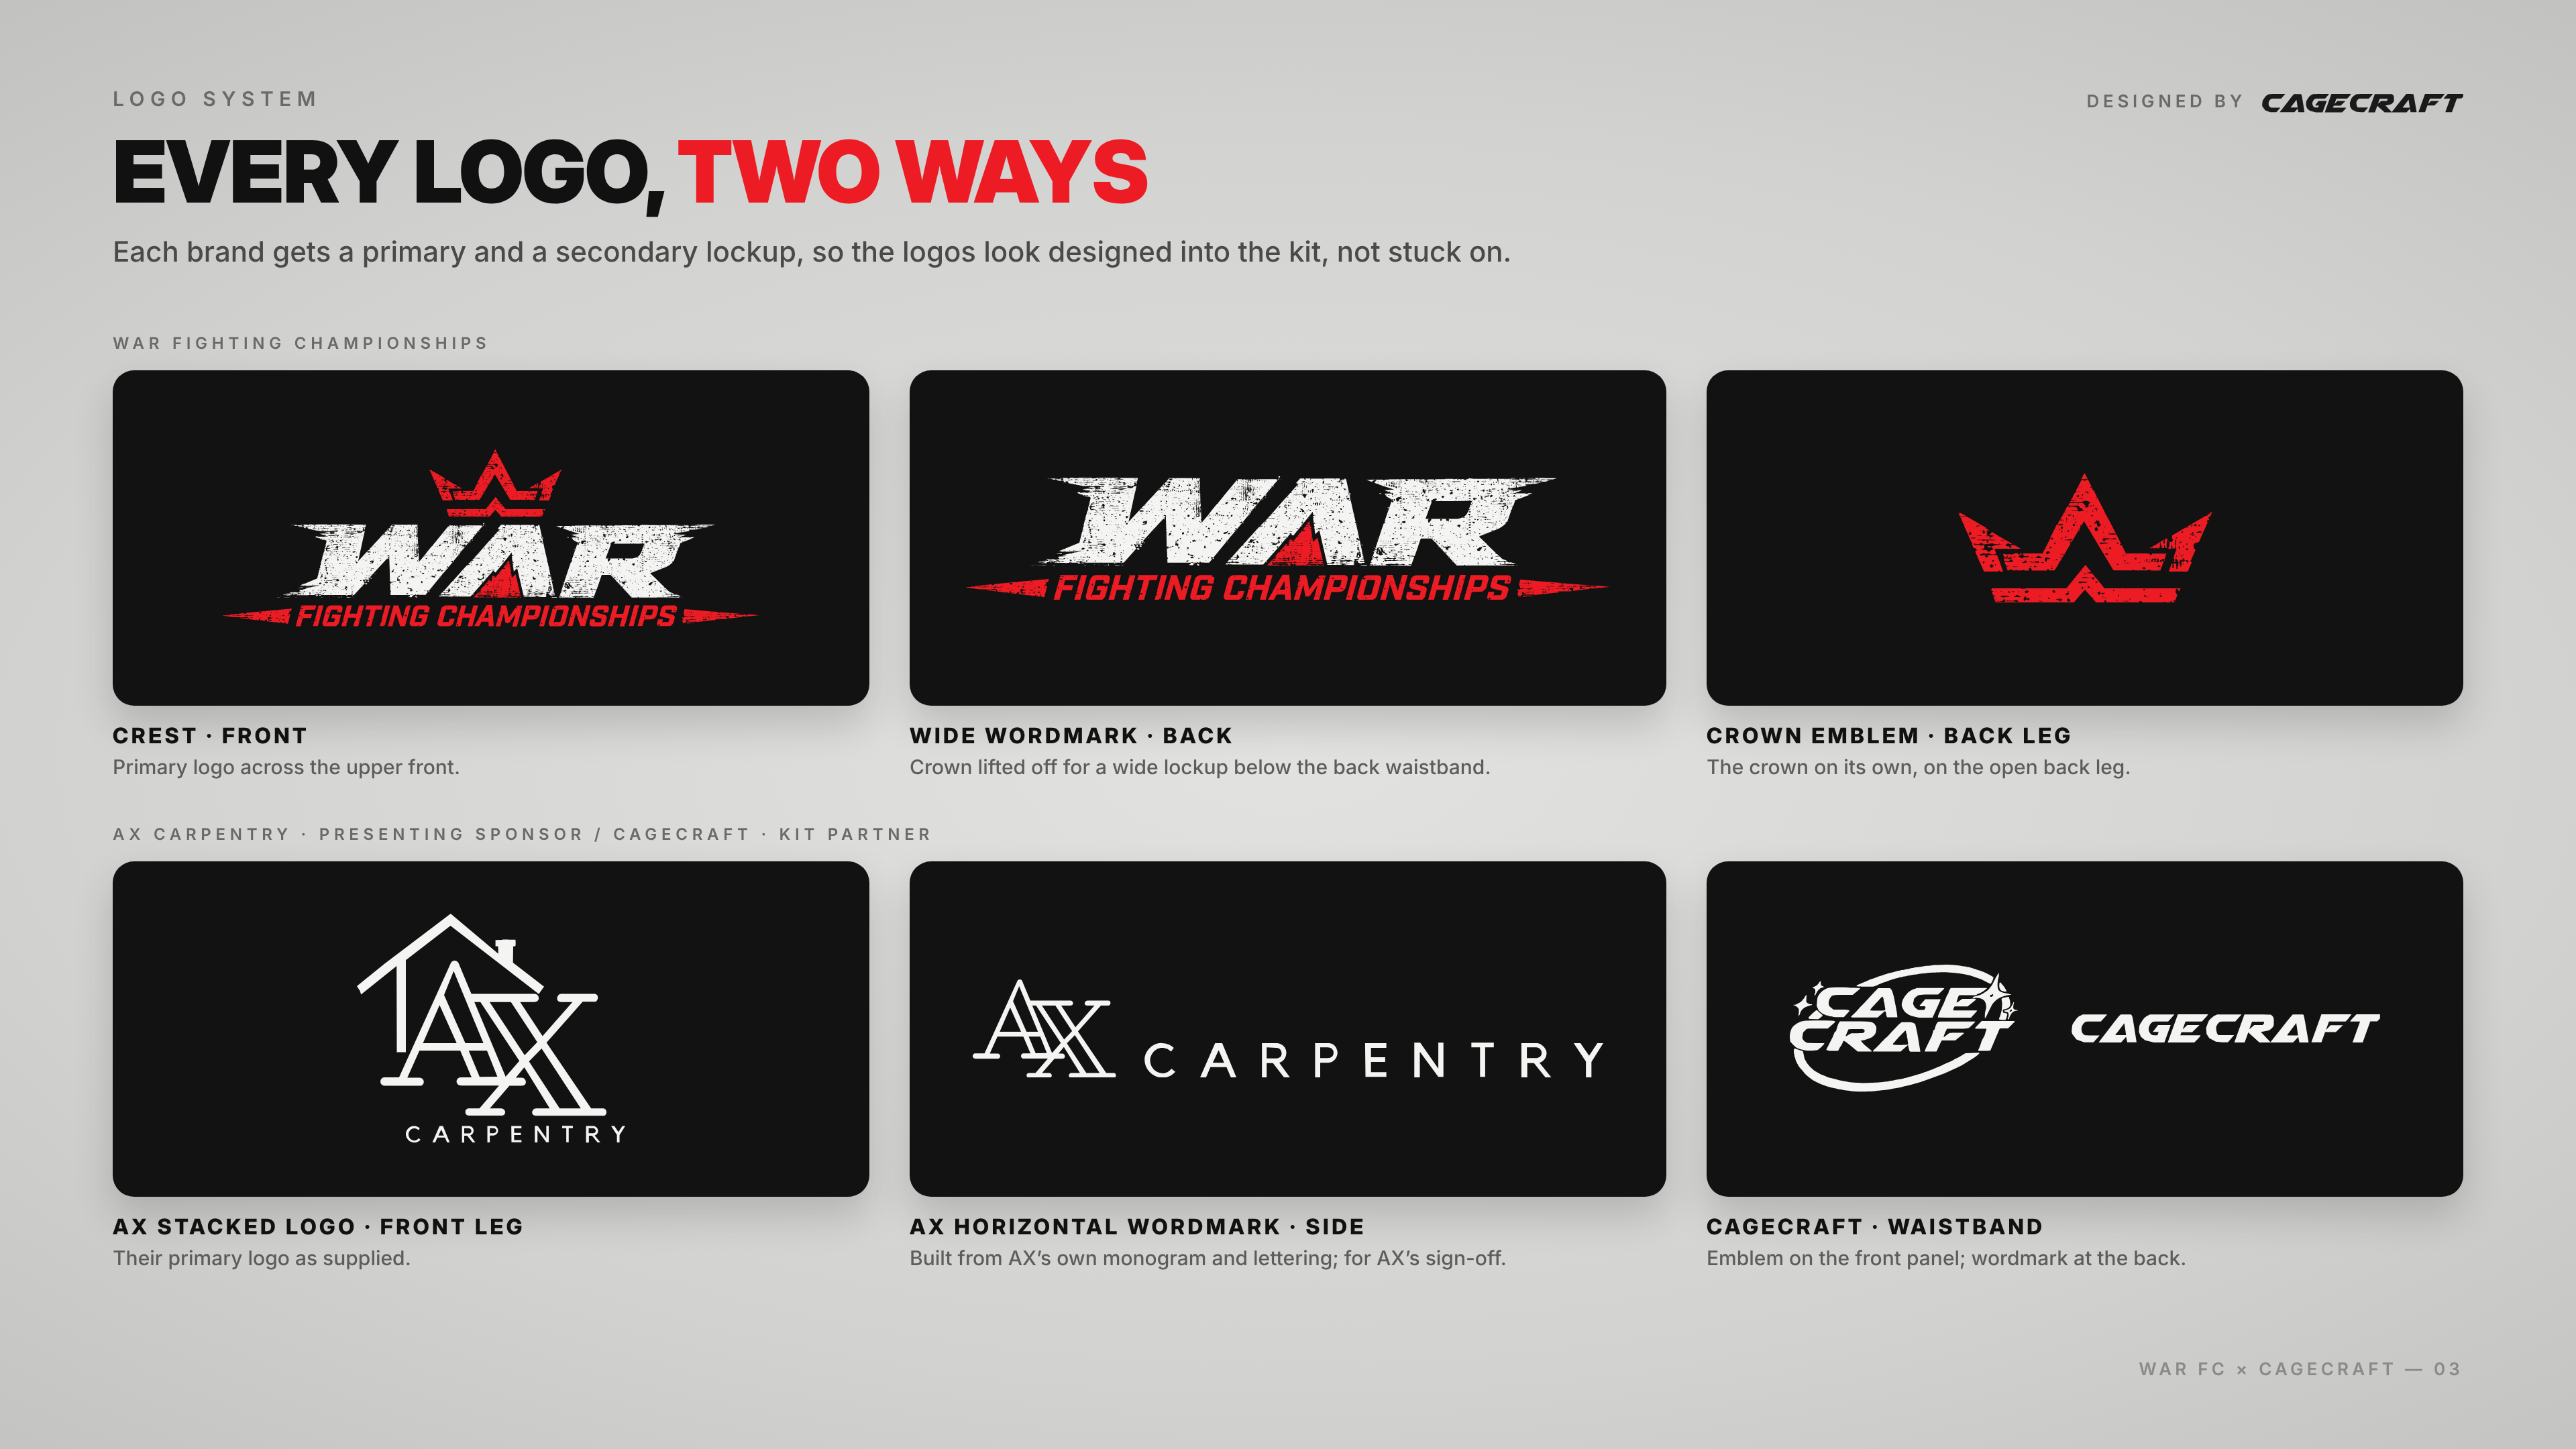 LOGO SYSTEM
DESIGNED BY CAGECRAFT
EVERY LOGO, TWO WAYS
Each brand gets a primary and a secondary lockup, so the logos look designed into the kit, not stuck on.
WAR FIGHTING CHAMPIONSHIPS
WAR
FIGHTING CHAMPIONSHIPS
WAR
FIGHTING CHAMPIONSHIPS
CREST · FRONT
Primary logo across the upper front.
WIDE WORDMARK · BACK
Crown lifted off for a wide lockup below the back waistband.
CROWN EMBLEM · BACK LEG
The crown on its own, on the open back leg.
AX CARPENTRY · PRESENTING SPONSOR / CAGECRAFT · KIT PARTNER
AX
CARPENTRY
AX CARPENTRY
CAGE
CRAFT
CAGECRAFT
AX STACKED LOGO · FRONT LEG
Their primary logo as supplied.
AX HORIZONTAL WORDMARK · SIDE
Built from AX’s own monogram and lettering; for AX’s sign-off.
CAGECRAFT · WAISTBAND
Emblem on the front panel; wordmark at the back.
WAR FC × CAGECRAFT — 03